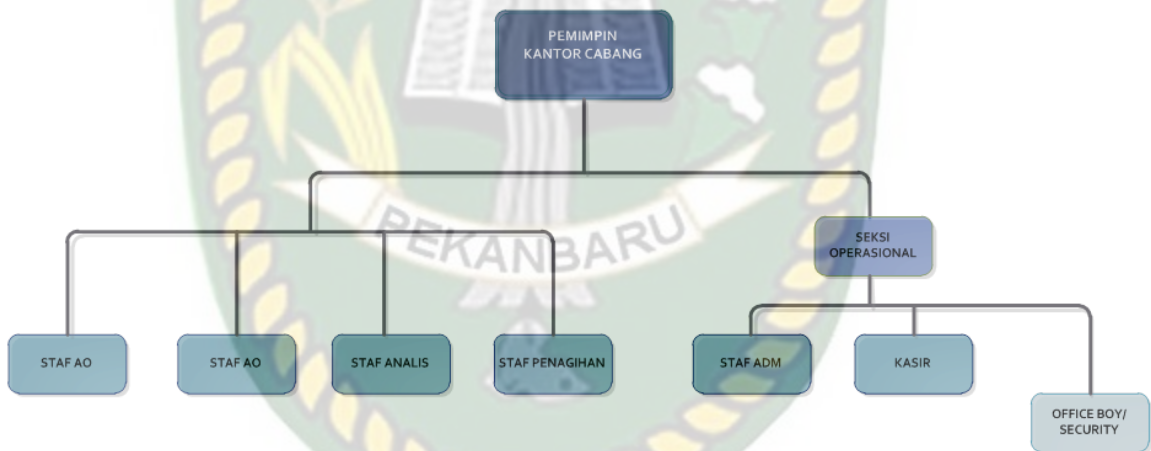 PEMIMPIN
KANTOR CABANG
PEKANBARU
SEKSI
OPERASIONAL
STAF AO
STAF AO
STAF ANALIS
STAF PENAGIHAN
STAF ADM
KASIR
OFFICE BOY/
SECURITY